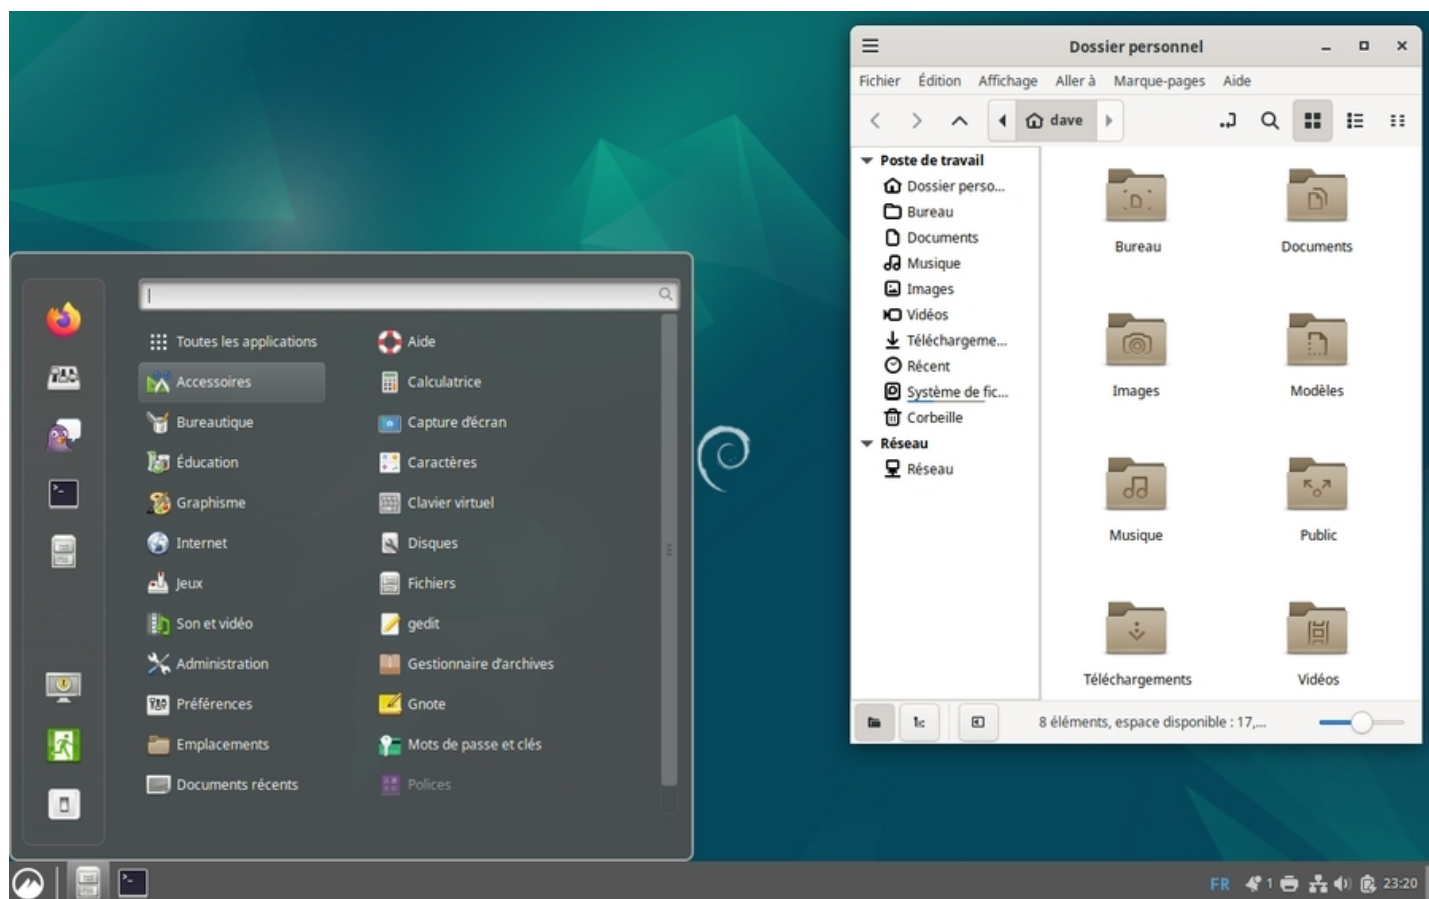 Dossier personnel
Fichier Édition Affichage Aller à Marque-pages Aide
dave
Poste de travail
Dossier perso...
Bureau
Documents
Musique
Images
Vidéos
Téléchargeme...
Récent
Système de fic...
Corbeille
Réseau
Réseau
Bureau Documents
Images Modèles
Musique Public
Téléchargements Vidéos
8 éléments, espace disponible : 17,...
Toutes les applications
Accessoires
Bureautique
Éducation
Graphisme
Internet
Jeux
Son et vidéo
Administration
Préférences
Emplacements
Documents récents
Aide
Calculatrice
Capture d'écran
Caractères
Clavier virtuel
Disques
Fichiers
gedit
Gestionnaire d'archives
Gnote
Mots de passe et clés
Polices
FR 1 23:20